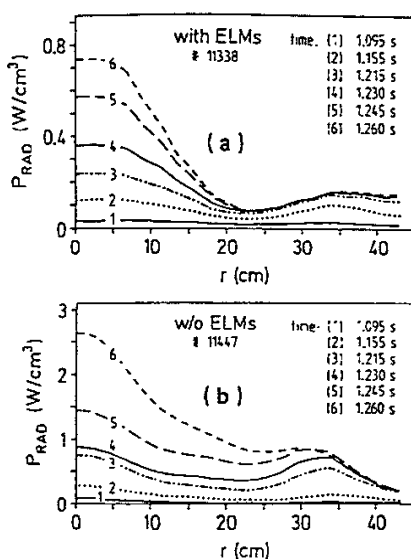 with ELMs
# 11338
time. (1) 1.095 s
(2) 1.155 s
(3) 1.215 s
(4) 1.230 s
(5) 1.245 s
(6) 1.260 s
(a)
0.8
0.4
0
PRAD (W/cm³)
6
5
4
3
2
1
0 10 20 30 40
r (cm)
w/o ELMs
# 11447
time. (1) 1.095 s
(2) 1.155 s
(3) 1.215 s
(4) 1.230 s
(5) 1.245 s
(6) 1.260 s
(b)
3
2
1
0
PRAD (W/cm³)
6
5
4
3
2
1
0 10 20 30 40
r (cm)